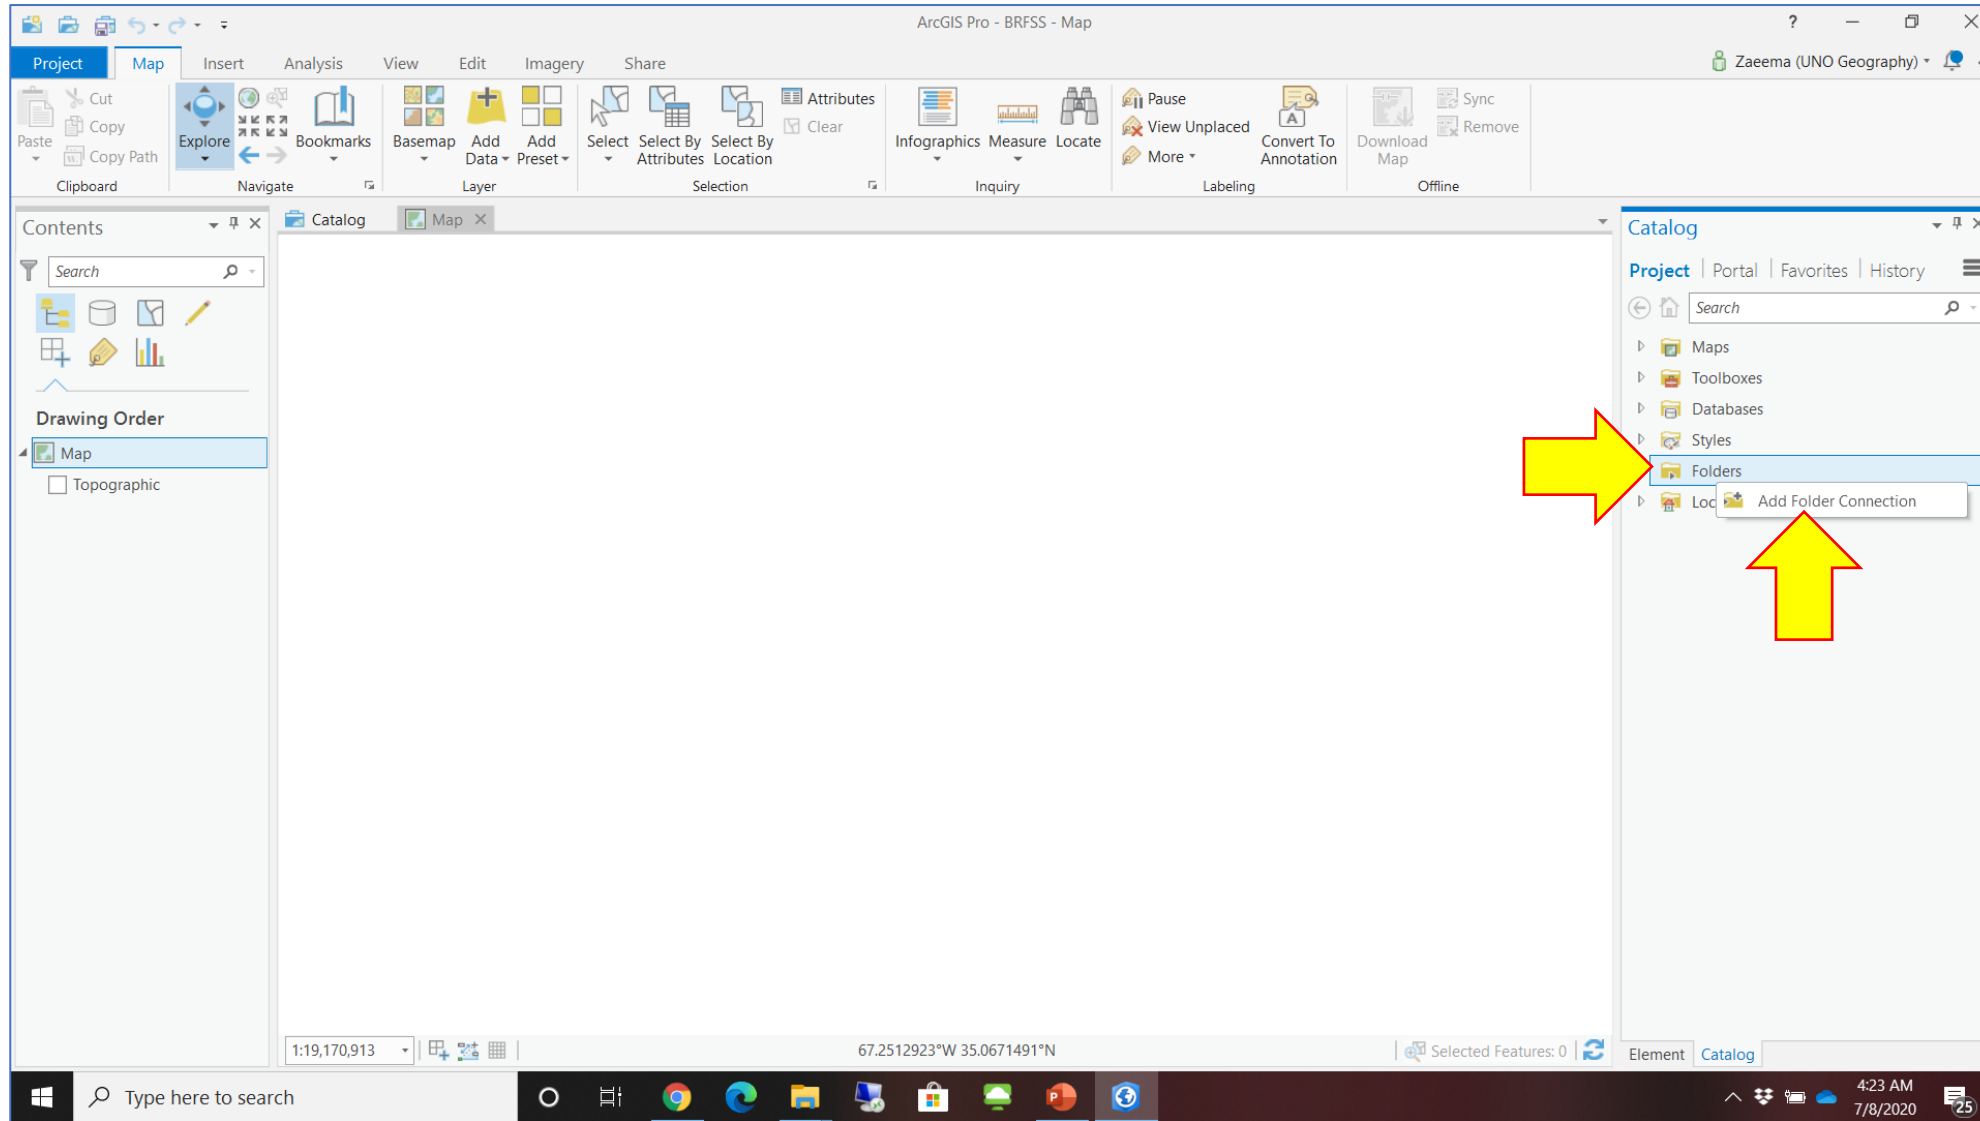 ArcGIS Pro - BRFSS - Map
?
Project Map Insert Analysis View Edit Imagery Share
Zaeema (UNO Geography)
Paste
Cut
Copy
Copy Path
Clipboard
Explore
Bookmarks
Navigate
Basemap
Add Data
Add Preset
Layer
Select
Select By Attributes
Select By Location
Attributes
Clear
Selection
Infographics
Measure
Locate
Inquiry
Pause
View Unplaced
More
Convert To Annotation
A
Labeling
Download Map
Sync
Remove
Offline
Contents
Search
Drawing Order
Map
Topographic
Catalog
Map
1:19,170,913
67.2512923°W 35.0671491°N
Selected Features: 0
Catalog
Project Portal Favorites History
Search
Maps
Toolboxes
Databases
Styles
Folders
Loc
Add Folder Connection
Element Catalog
Type here to search
4:23 AM
7/8/2020
25